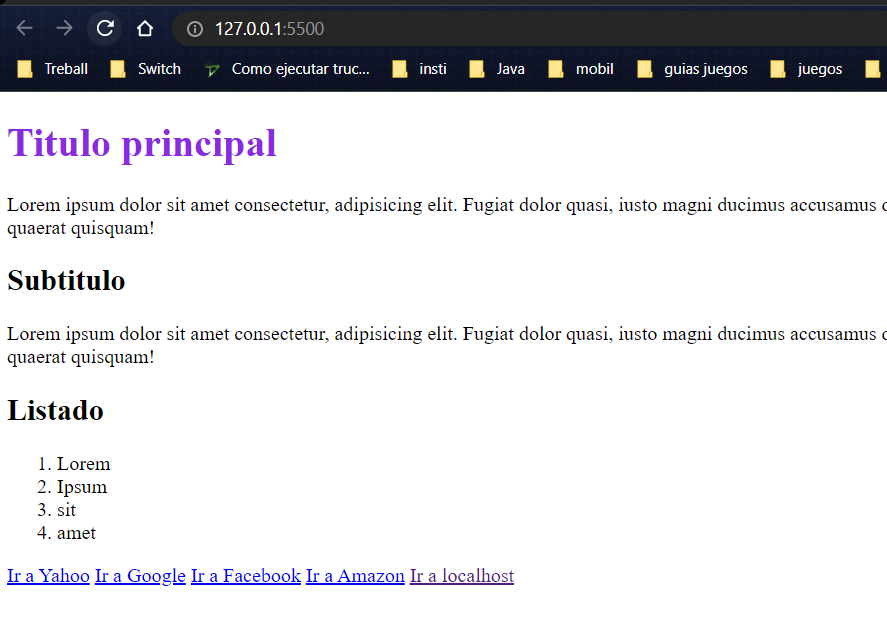 127.0.0.1:5500
Treball Switch Como ejecutar truc... insti Java mobil guias juegos juegos
Titulo principal
Lorem ipsum dolor sit amet consectetur, adipisicing elit. Fugiat dolor quasi, iusto magni ducimus accusamus
quaerat quisquam!
Subtitulo
Lorem ipsum dolor sit amet consectetur, adipisicing elit. Fugiat dolor quasi, iusto magni ducimus accusamus
quaerat quisquam!
Listado
1. Lorem
2. Ipsum
3. sit
4. amet
Ir a Yahoo Ir a Google Ir a Facebook Ir a Amazon Ir a localhost